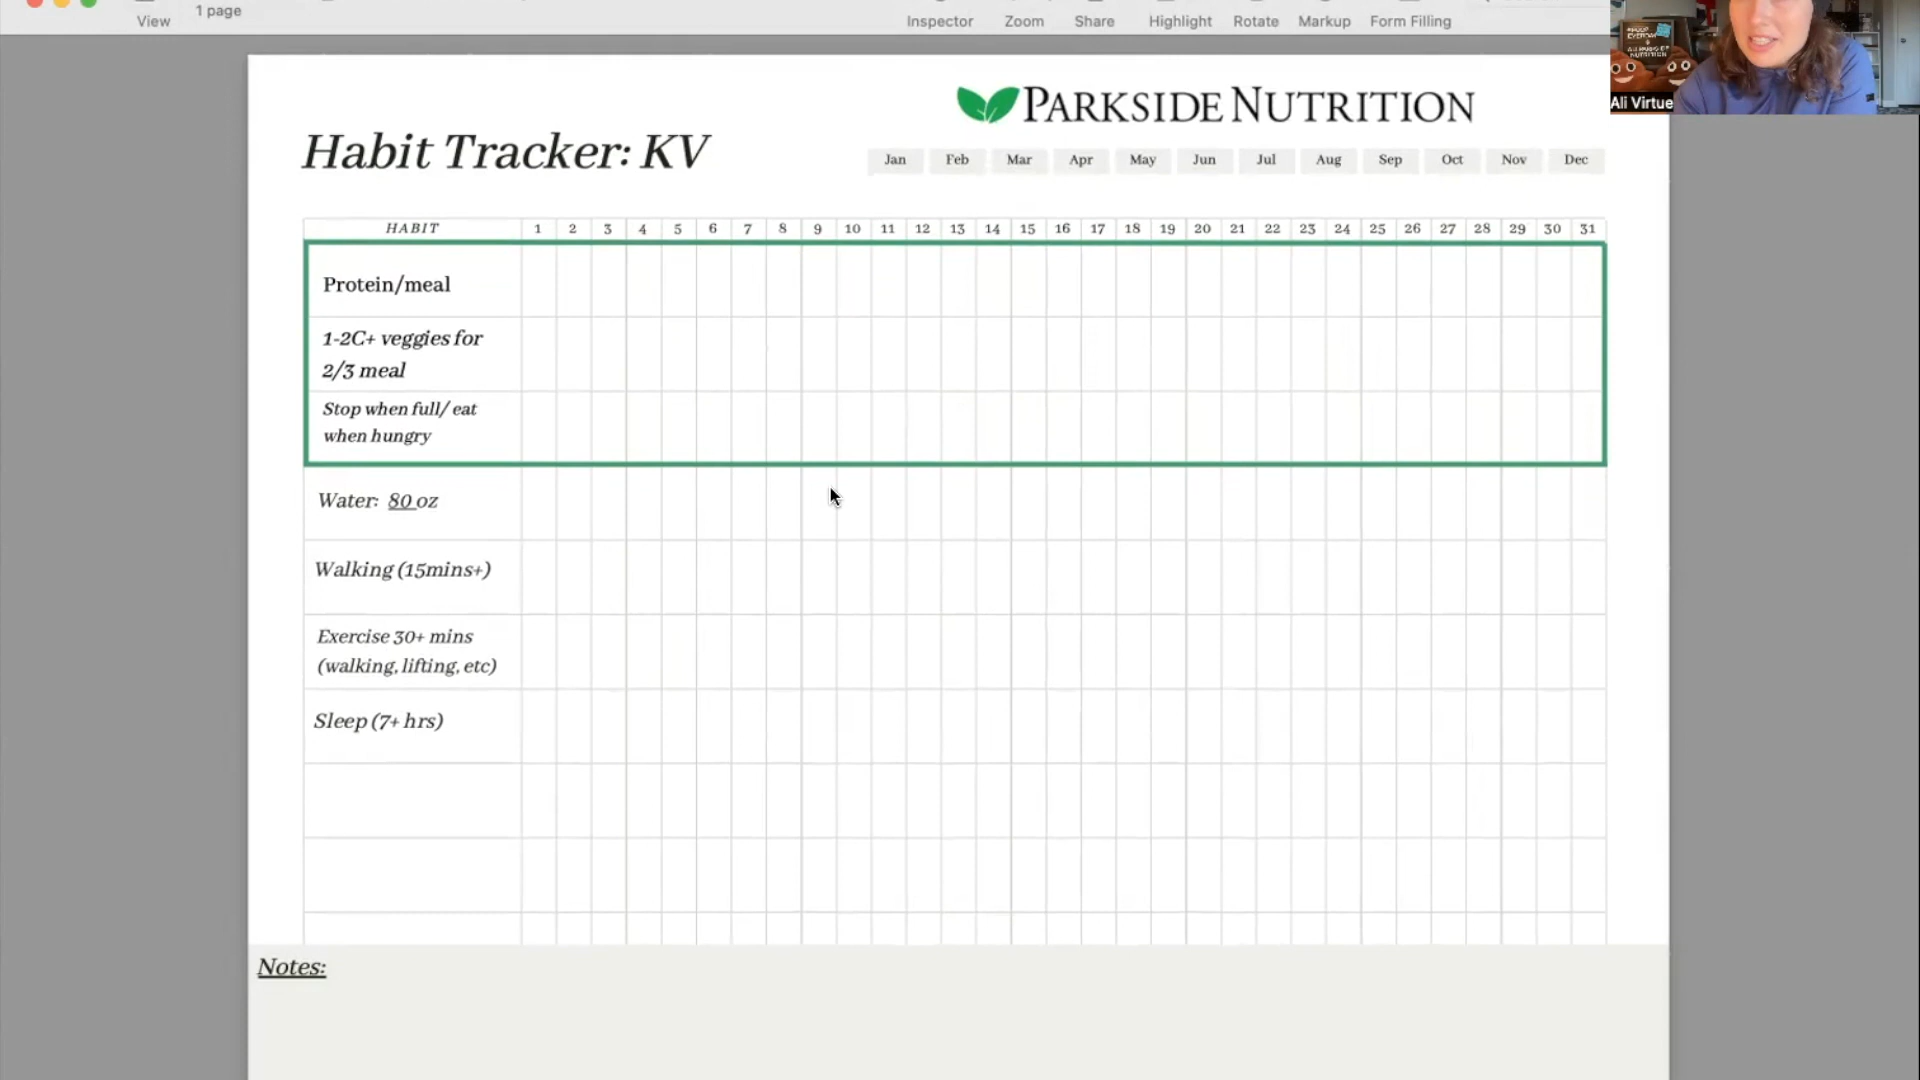 View
1 page
Inspector
Zoom
Share
Highlight
Rotate
Markup
Form Filling
Ali Virtue
PARKSIDE NUTRITION
Habit Tracker: KV
Jan Feb Mar Apr May Jun Jul Aug Sep Oct Nov Dec
HABIT 1 2 3 4 5 6 7 8 9 10 11 12 13 14 15 16 17 18 19 20 21 22 23 24 25 26 27 28 29 30 31
Protein/meal
1-2C+ veggies for
2/3 meal
Stop when full/ eat
when hungry
Water: 80 oz
Walking (15mins+)
Exercise 30+ mins
(walking, lifting, etc)
Sleep (7+ hrs)
Notes: